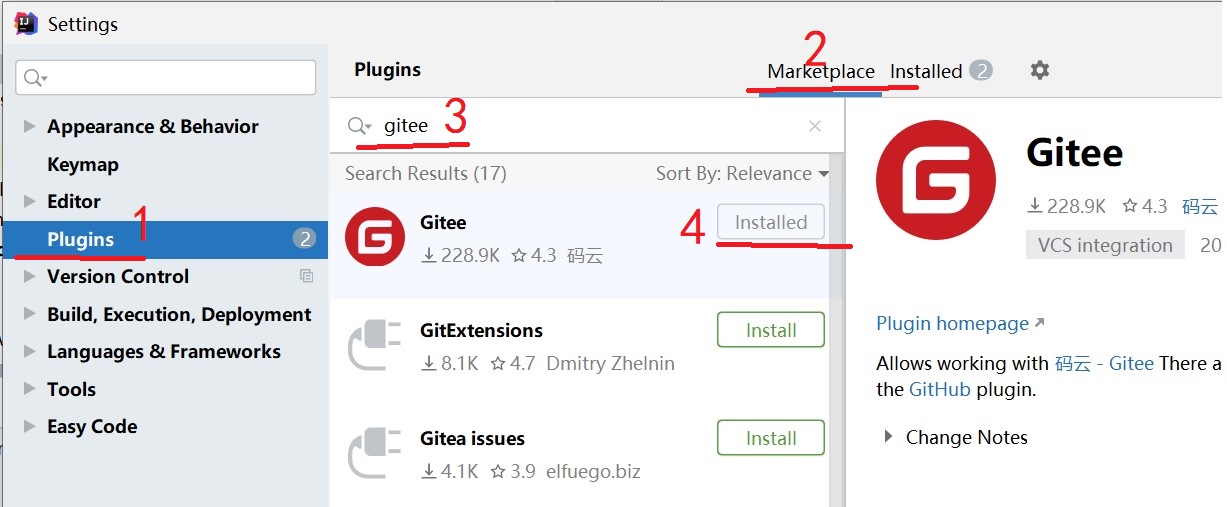 Settings
Appearance & Behavior
Keymap
Editor
Plugins 2
Version Control
Build, Execution, Deployment
Languages & Frameworks
Tools
Easy Code
1
Plugins
Marketplace Installed 2
2
gitee
3
Search Results (17) Sort By: Relevance
Gitee
Installed
4
228.9K 4.3 码云
GitExtensions
Install
8.1K 4.7 Dmitry Zhelnin
Gitea issues
Install
4.1K 3.9 elfuego.biz
G
Gitee
228.9K 4.3 码云
VCS integration 20
Plugin homepage
Allows working with 码云 - Gitee There a
the GitHub plugin.
Change Notes